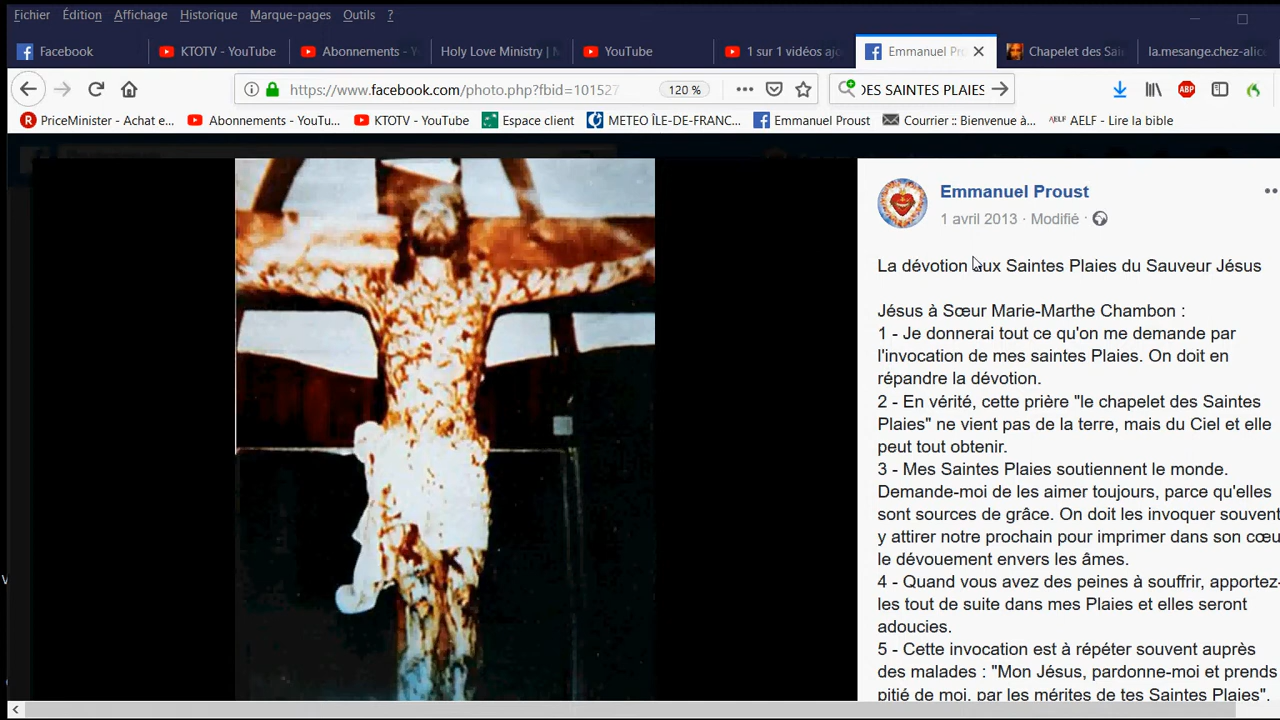 Fichier Édition Affichage Historique Marque-pages Outils ?
Facebook KTOTV - YouTube Abonnements - Y Holy Love Ministry | N YouTube 1 sur 1 vidéos aj Emmanuel Pr Chapelet des Sai la.mesange.chez-alic
https://www.facebook.com/photo.php?fbid=101527 120 % DES SAINTES PLAIES
PriceMinister - Achat e... Abonnements - YouTu... KTOTV - YouTube Espace client METEO ÎLE-DE-FRANC... Emmanuel Proust Courrier :: Bienvenue à... AELF - Lire la bible
Emmanuel Proust
1 avril 2013 · Modifié ·
La dévotion aux Saintes Plaies du Sauveur Jésus
Jésus à Sœur Marie-Marthe Chambon :
1 - Je donnerai tout ce qu'on me demande par
l'invocation de mes saintes Plaies. On doit en
répandre la dévotion.
2 - En vérité, cette prière "le chapelet des Saintes
Plaies" ne vient pas de la terre, mais du Ciel et elle
peut tout obtenir.
3 - Mes Saintes Plaies soutiennent le monde.
Demande-moi de les aimer toujours, parce qu'elles
sont sources de grâce. On doit les invoquer souvent
y attirer notre prochain pour imprimer dans son cœu
le dévouement envers les âmes.
4 - Quand vous avez des peines à souffrir, apportez-
les tout de suite dans mes Plaies et elles seront
adoucies.
5 - Cette invocation est à répéter souvent auprès
des malades : "Mon Jésus, pardonne-moi et prends
pitié de moi, par les mérites de tes Saintes Plaies".